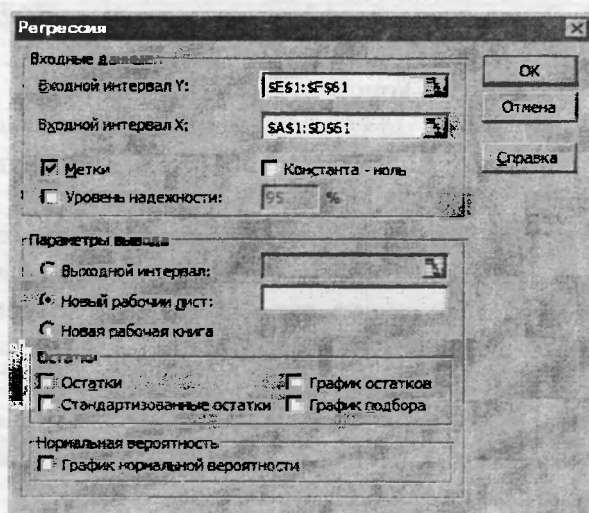 Регрессия
Входные данные
Входной интервал Y: $E$1:$E$61
Входной интервал X: $A$1:$D$61
Метки
Константа - ноль
Уровень надежности: 95 %
OK
Отмена
Справка
Параметры вывода
Выходной интервал:
Новый рабочий лист:
Новая рабочая книга
Остатки
Остатки
График остатков
Стандартизованные остатки
График подбора
Нормальная вероятность
График нормальной вероятности